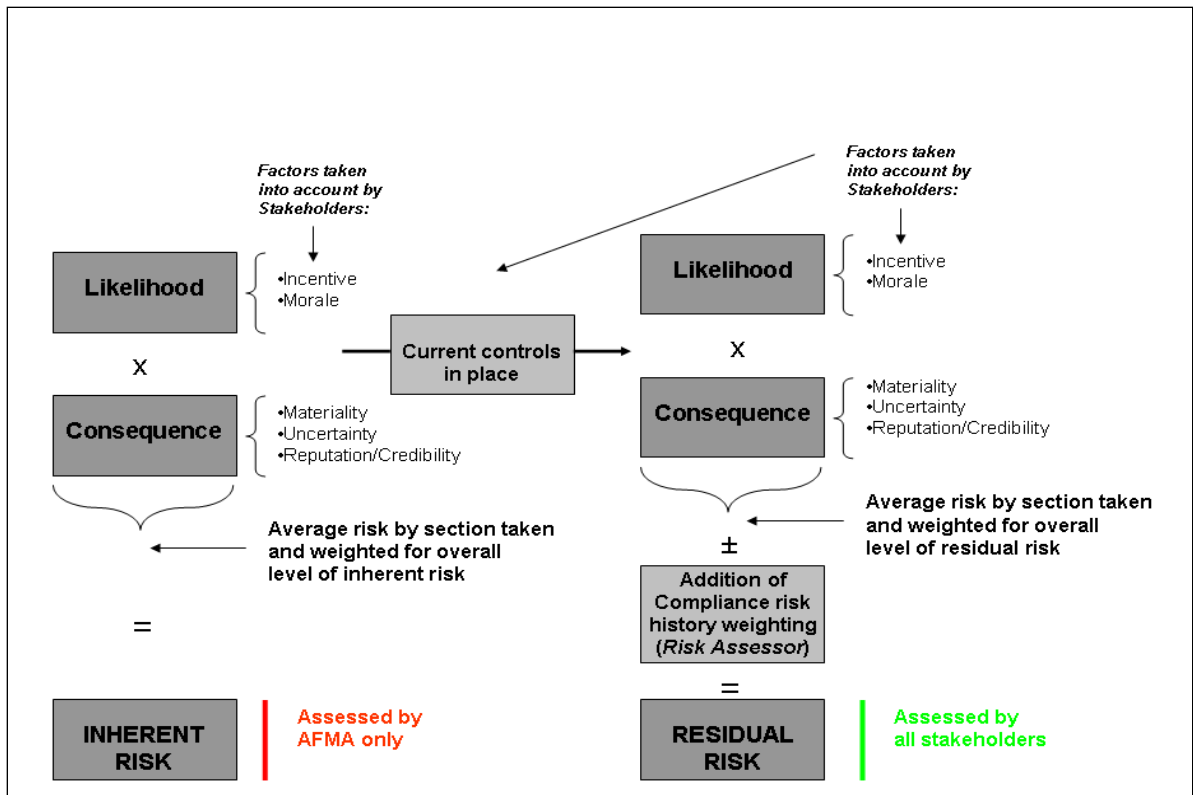 Factors taken
into account by
Stakeholders:
Likelihood
•Incentive
•Morale
x
Consequence
•Materiality
•Uncertainty
•Reputation/Credibility
Average risk by section taken
and weighted for overall
level of inherent risk
=
INHERENT
RISK
Assessed by
AFMA only
Current controls
in place
Factors taken
into account by
Stakeholders:
Likelihood
•Incentive
•Morale
x
Consequence
•Materiality
•Uncertainty
•Reputation/Credibility
Average risk by section taken
and weighted for overall
level of residual risk
±
Addition of
Compliance risk
history weighting
(Risk Assessor)
=
RESIDUAL
RISK
Assessed by
all stakeholders